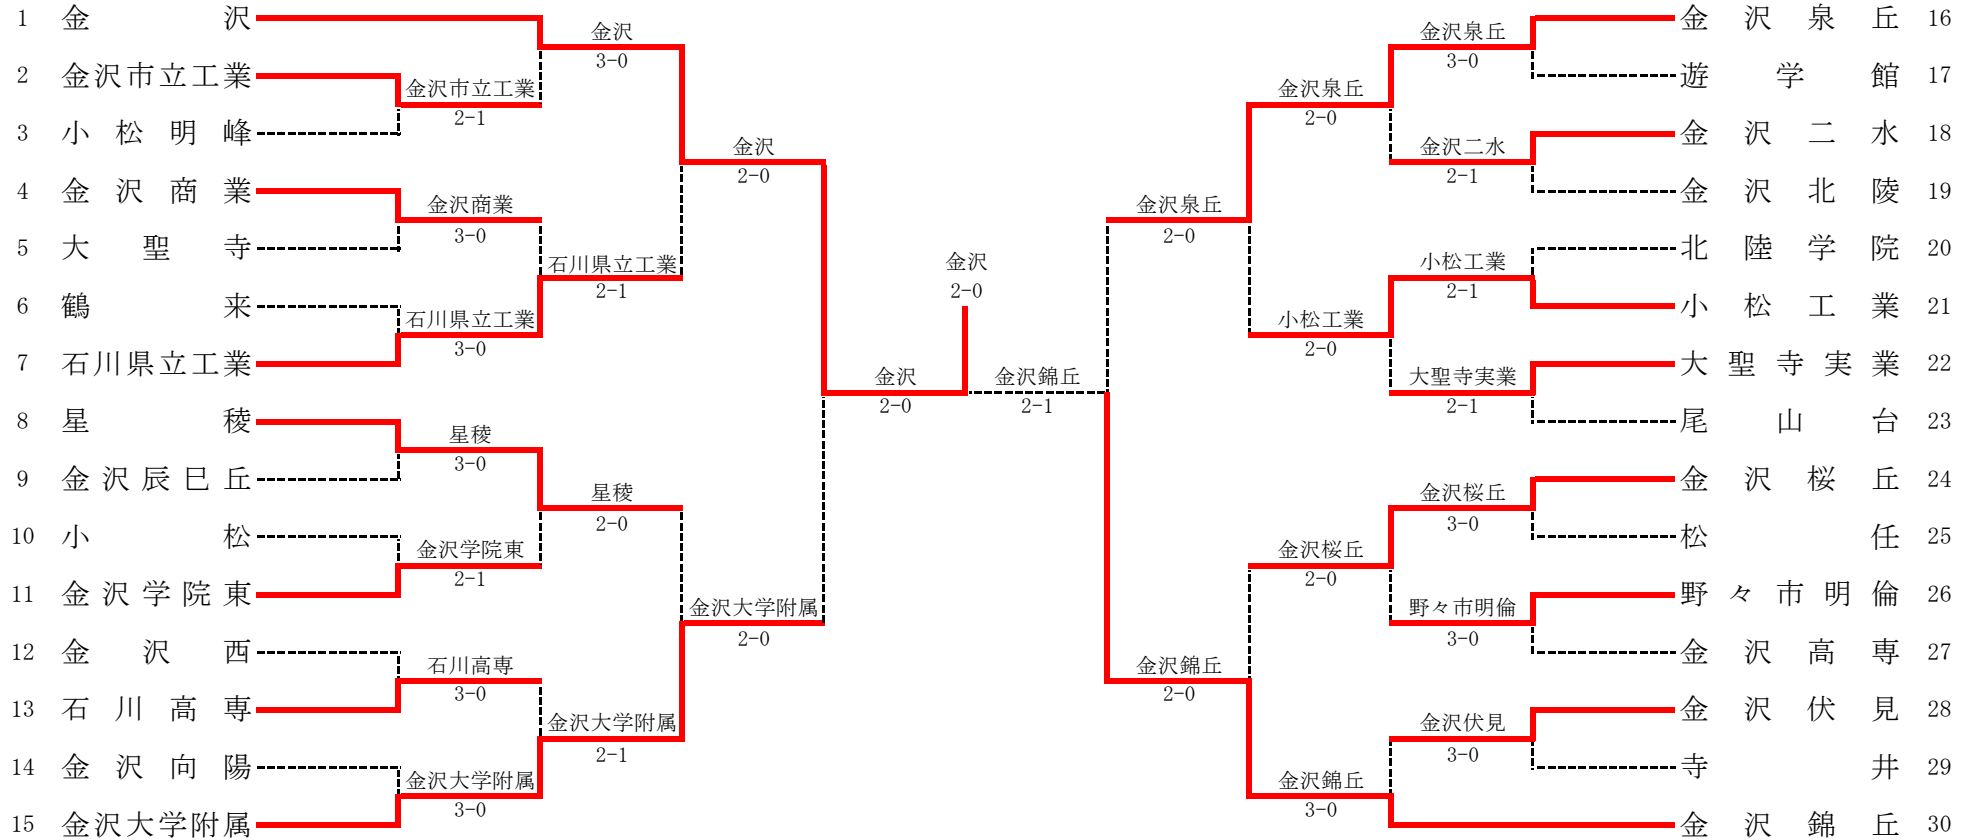 1 金沢
2 金沢市立工業
3 小松明峰
4 金沢商業
5 大聖寺
6 鶴来
7 石川県立工業
8 星稜
9 金沢辰巳丘
10 小松
11 金沢学院東
12 金沢西
13 石川高専
14 金沢向陽
15 金沢大学附属
金沢市立工業
2-1
金沢商業
3-0
石川県立工業
3-0
星稜
3-0
金沢学院東
2-1
石川高専
3-0
金沢大学附属
3-0
金沢
3-0
石川県立工業
2-1
星稜
2-0
金沢大学附属
2-1
金沢
2-0
金沢大学附属
2-0
金沢
2-0
金沢
2-0
金沢錦丘
2-1
金沢泉丘
2-0
金沢錦丘
2-0
金沢泉丘
2-0
小松工業
2-0
金沢桜丘
2-0
金沢錦丘
3-0
金沢泉丘
3-0
金沢二水
2-1
小松工業
2-1
大聖寺実業
2-1
金沢桜丘
3-0
野々市明倫
3-0
金沢伏見
3-0
金沢泉丘 16
遊学館 17
金沢二水 18
金沢北陵 19
北陸学院 20
小松工業 21
大聖寺実業 22
尾山台 23
金沢桜丘 24
松任 25
野々市明倫 26
金沢高専 27
金沢伏見 28
寺井 29
金沢錦丘 30